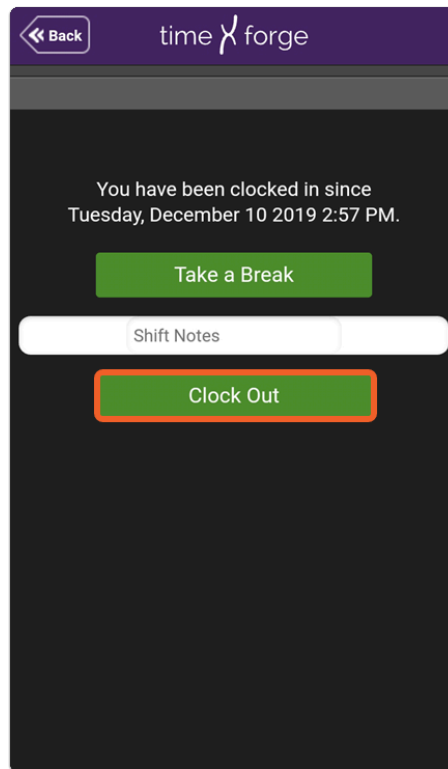 Back
time forge
You have been clocked in since
Tuesday, December 10 2019 2:57 PM.
Take a Break
Shift Notes
Clock Out